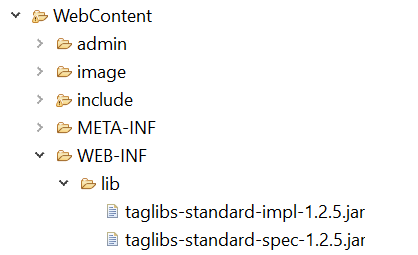 WebContent
admin
image
include
META-INF
WEB-INF
lib
taglibs-standard-impl-1.2.5.jar
taglibs-standard-spec-1.2.5.jar